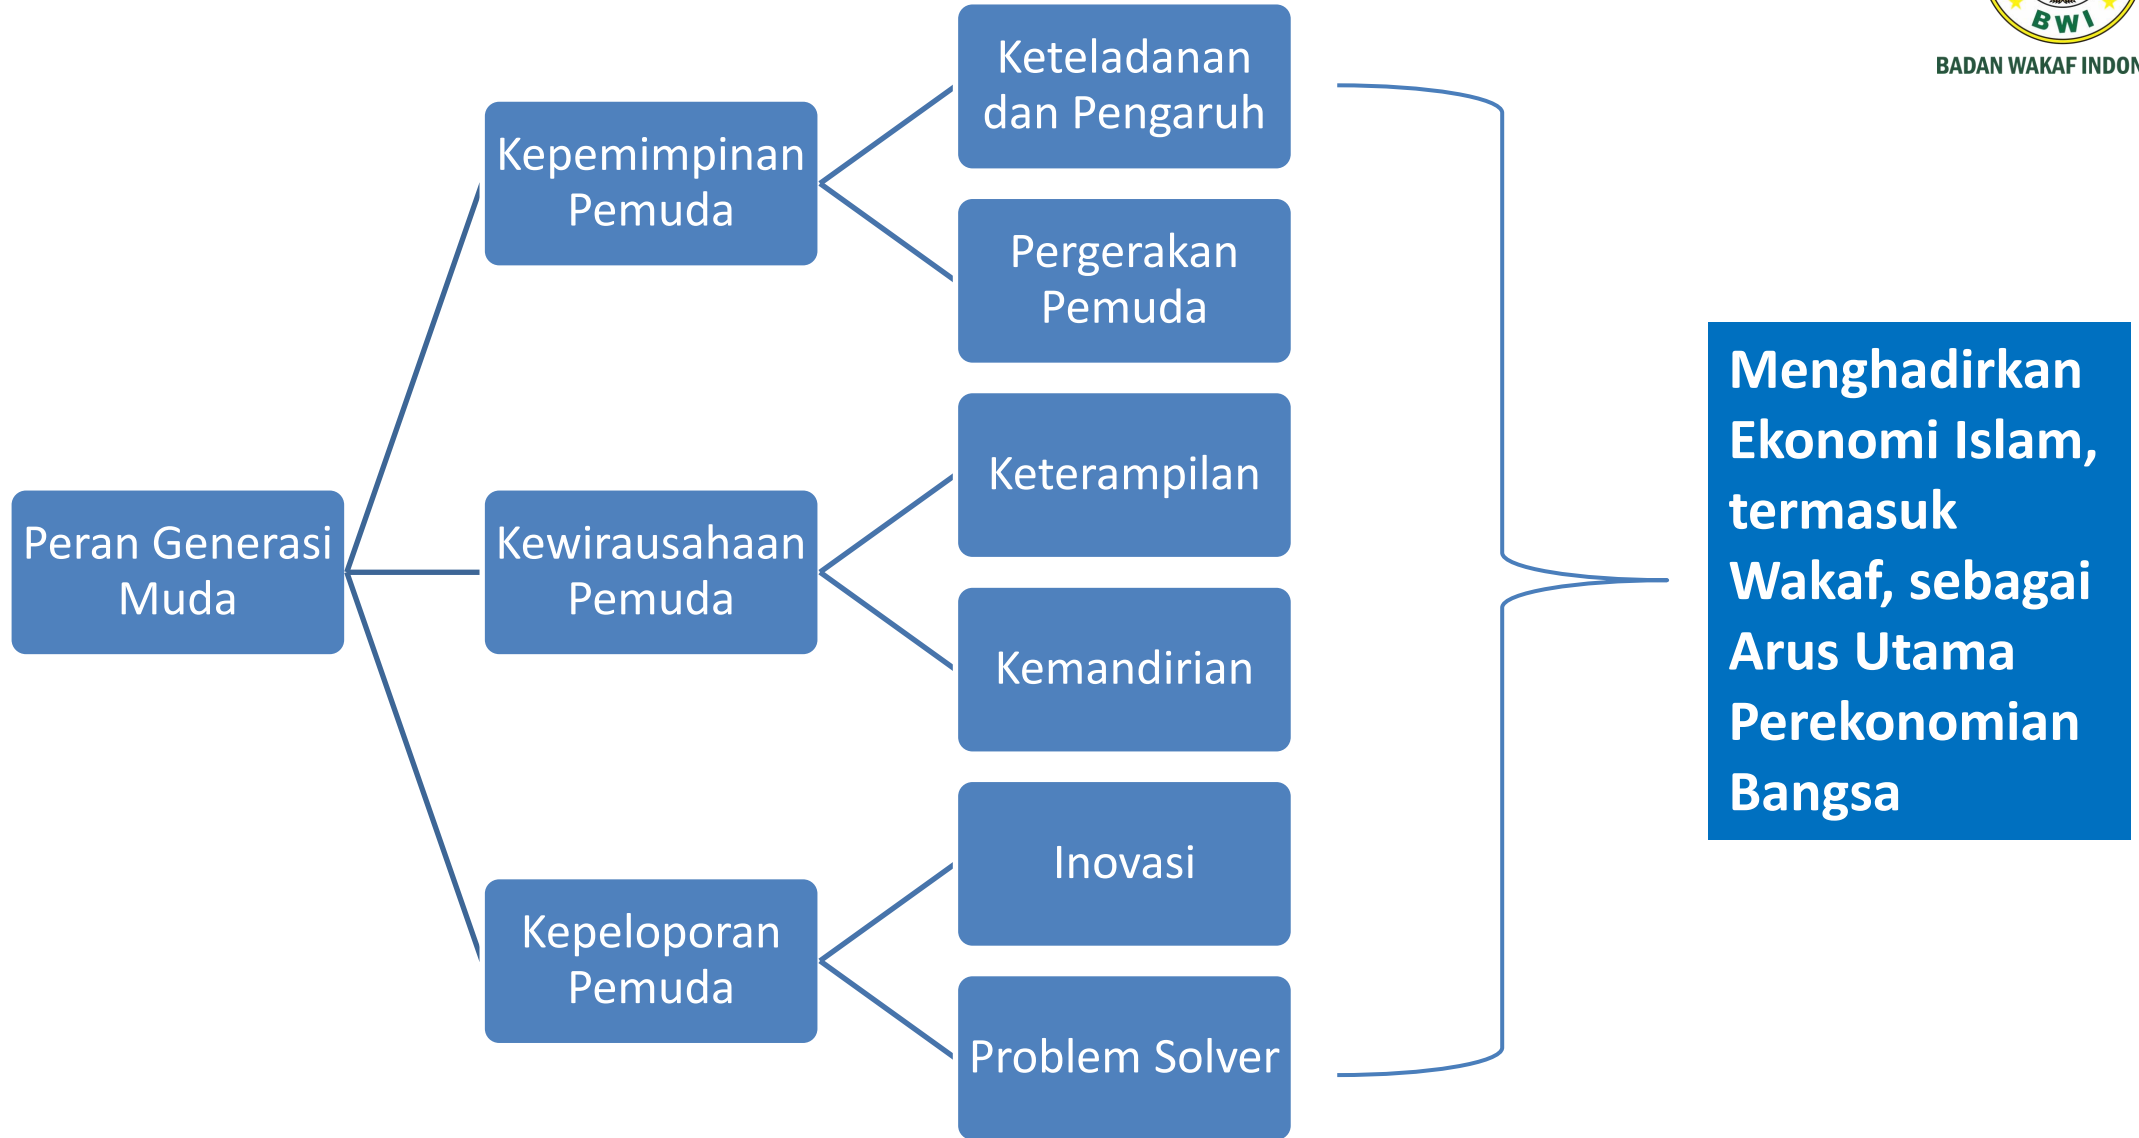 BWI
BADAN WAKAF
Keteladanan
dan Pengaruh
Kepemimpinan
Pemuda
Pergerakan
Pemuda
Keterampilan
Peran Generasi
Muda
Kewirausahaan
Pemuda
Kemandirian
Inovasi
Kepeloporan
Pemuda
Problem Solver
Menghadirkan
Ekonomi Islam,
termasuk
Wakaf, sebagai
Arus Utama
Perekonomian
Bangsa